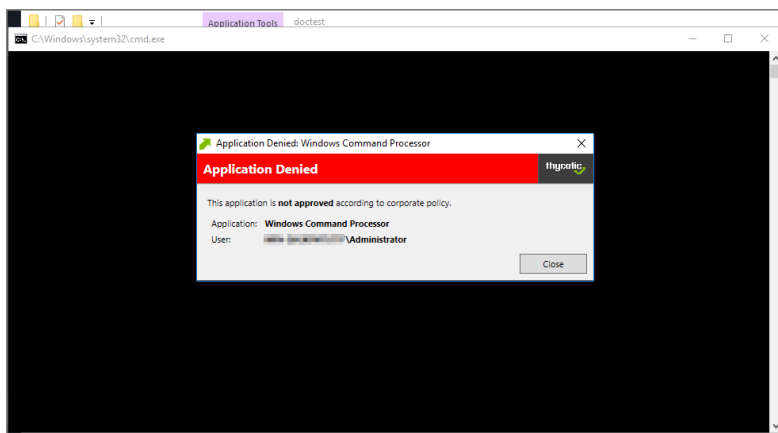 Application Tools doctest
C:\Windows\system32\cmd.exe
Application Denied: Windows Command Processor
Application Denied
thycotic
This application is not approved according to corporate policy.
Application: Windows Command Processor
User: \Administrator
Close